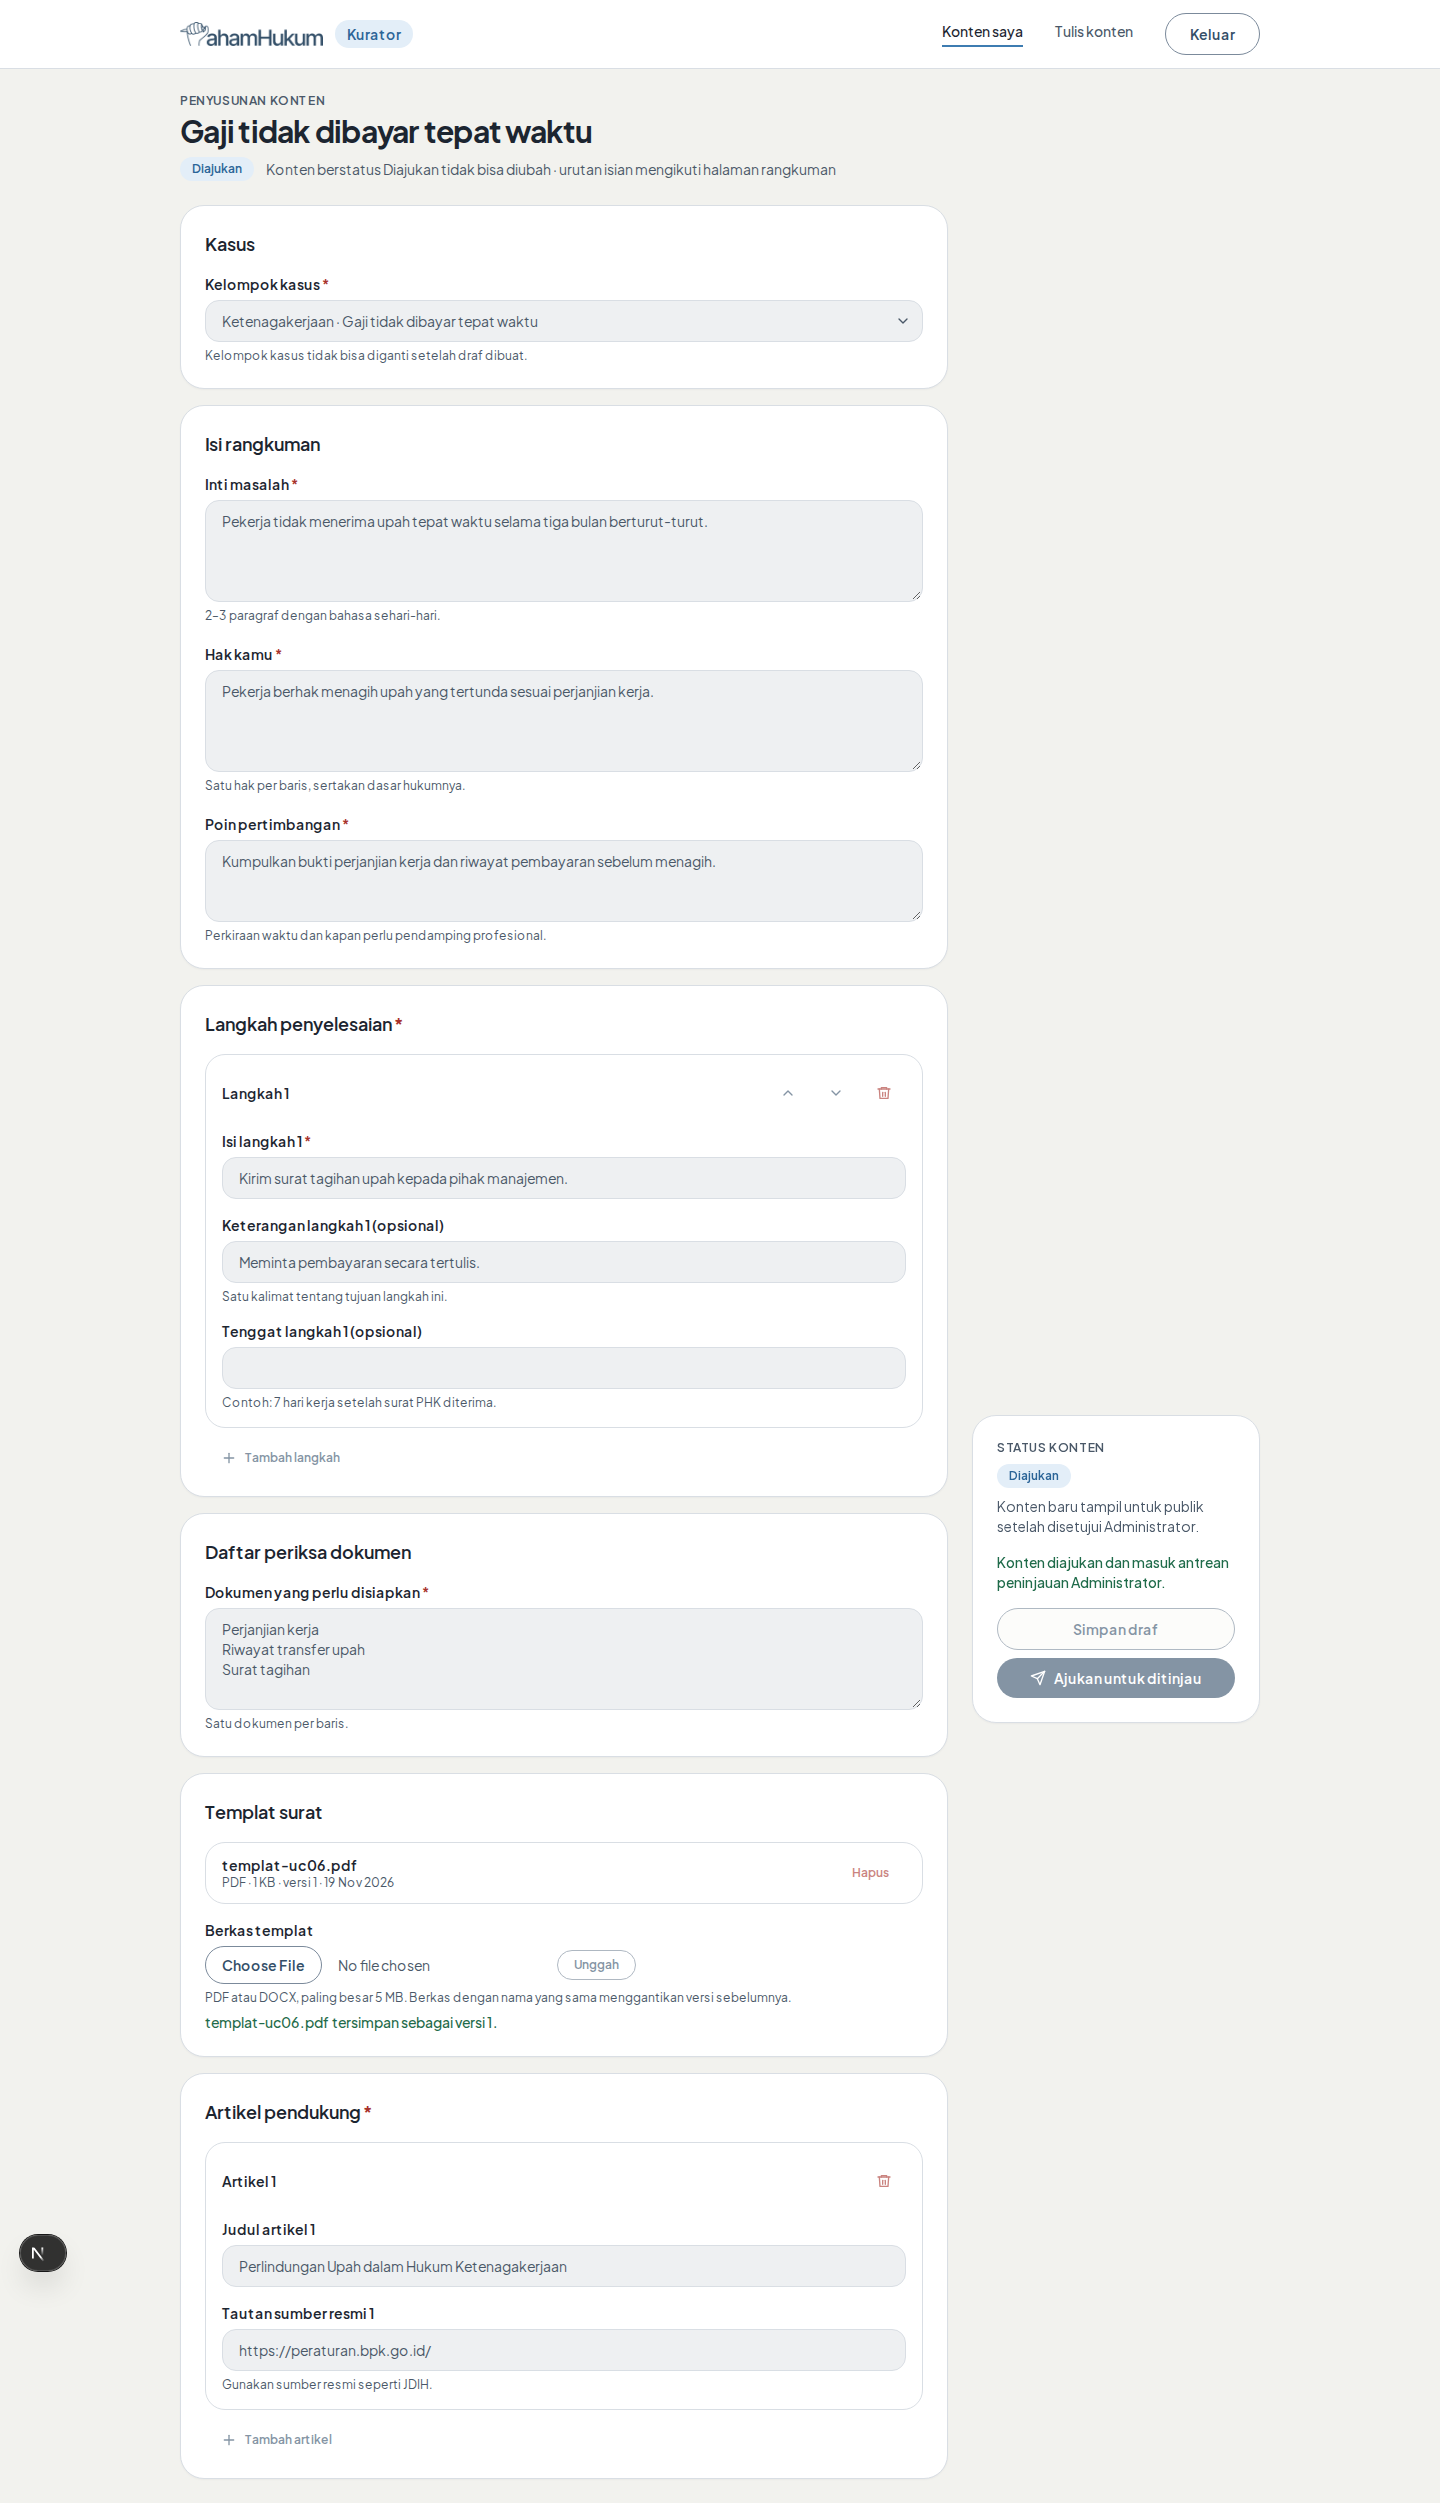 ahamHukum
Kurator
Konten saya
Tulis konten
Keluar
PENYUSUNAN KONTEN
Gaji tidak dibayar tepat waktu
Diajukan
Konten berstatus Diajukan tidak bisa diubah · urutan isian mengikuti halaman rangkuman
Kasus
Kelompok kasus *
Ketenagakerjaan · Gaji tidak dibayar tepat waktu
Kelompok kasus tidak bisa diganti setelah draf dibuat.
Isi rangkuman
Inti masalah *
Pekerja tidak menerima upah tepat waktu selama tiga bulan berturut-turut.
2–3 paragraf dengan bahasa sehari-hari.
Hak kamu *
Pekerja berhak menagih upah yang tertunda sesuai perjanjian kerja.
Satu hak per baris, sertakan dasar hukumnya.
Poin pertimbangan *
Kumpulkan bukti perjanjian kerja dan riwayat pembayaran sebelum menagih.
Perkiraan waktu dan kapan perlu pendamping profesional.
Langkah penyelesaian *
Langkah 1
Isi langkah 1 *
Kirim surat tagihan upah kepada pihak manajemen.
Keterangan langkah 1 (opsional)
Meminta pembayaran secara tertulis.
Satu kalimat tentang tujuan langkah ini.
Tenggat langkah 1 (opsional)
Contoh: 7 hari kerja setelah surat PHK diterima.
Tambah langkah
STATUS KONTEN
Diajukan
Konten baru tampil untuk publik
setelah disetujui Administrator.
Konten diajukan dan masuk antrean
peninjauan Administrator.
Simpan draf
Ajukan untuk ditinjau
Daftar periksa dokumen
Dokumen yang perlu disiapkan *
Perjanjian kerja
Riwayat transfer upah
Surat tagihan
Satu dokumen per baris.
Templat surat
templat-uc06.pdf
PDF · 1 KB · versi 1 · 19 Nov 2026
Hapus
Berkas templat
Choose File
No file chosen
Unggah
PDF atau DOCX, paling besar 5 MB. Berkas dengan nama yang sama menggantikan versi sebelumnya.
templat-uc06.pdf tersimpan sebagai versi 1.
Artikel pendukung *
Artikel 1
Judul artikel 1
Perlindungan Upah dalam Hukum Ketenagakerjaan
Tautan sumber resmi 1
https://peraturan.bpk.go.id/
Gunakan sumber resmi seperti JDIH.
Tambah artikel
N